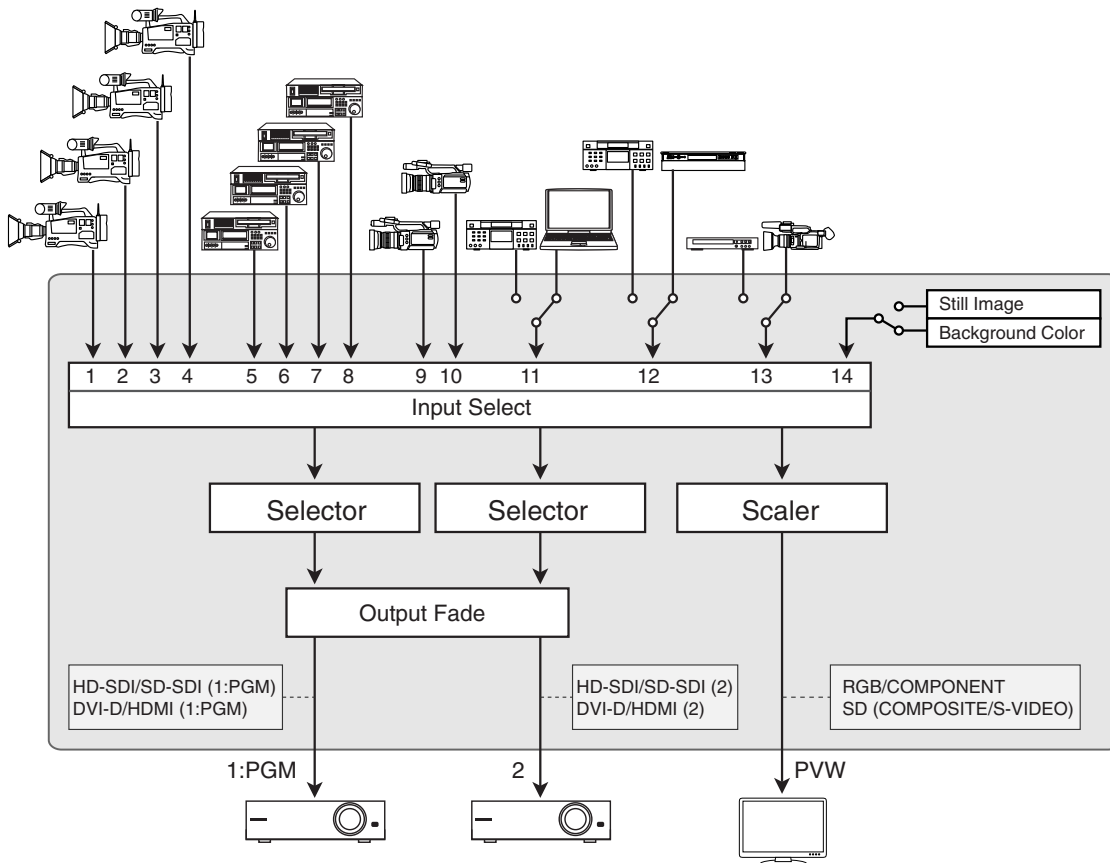 Still Image
Background Color
1 2 3 4 5 6 7 8 9 10 11 12 13 14
Input Select
Selector Selector Scaler
Output Fade
HD-SDI/SD-SDI (1:PGM)
DVI-D/HDMI (1:PGM)
HD-SDI/SD-SDI (2)
DVI-D/HDMI (2)
RGB/COMPONENT
SD (COMPOSITE/S-VIDEO)
1:PGM 2 PVW